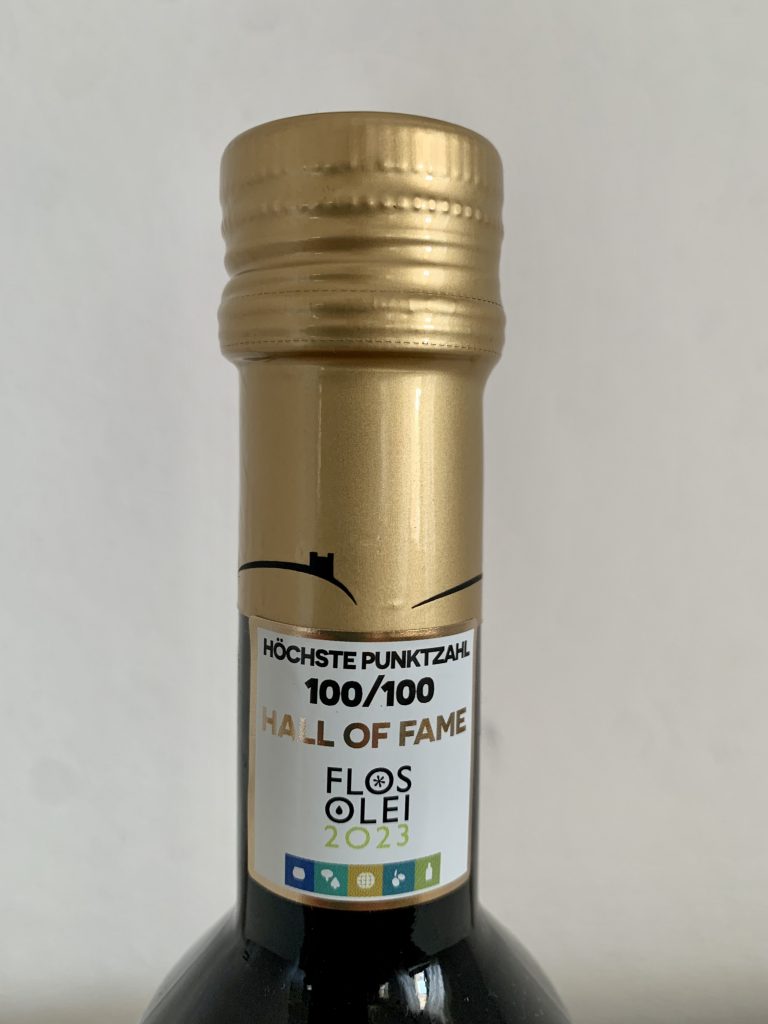 HÖCHSTE PUNKTZAHL
100/100
HALL OF FAME
FLOS
OLEI
2023